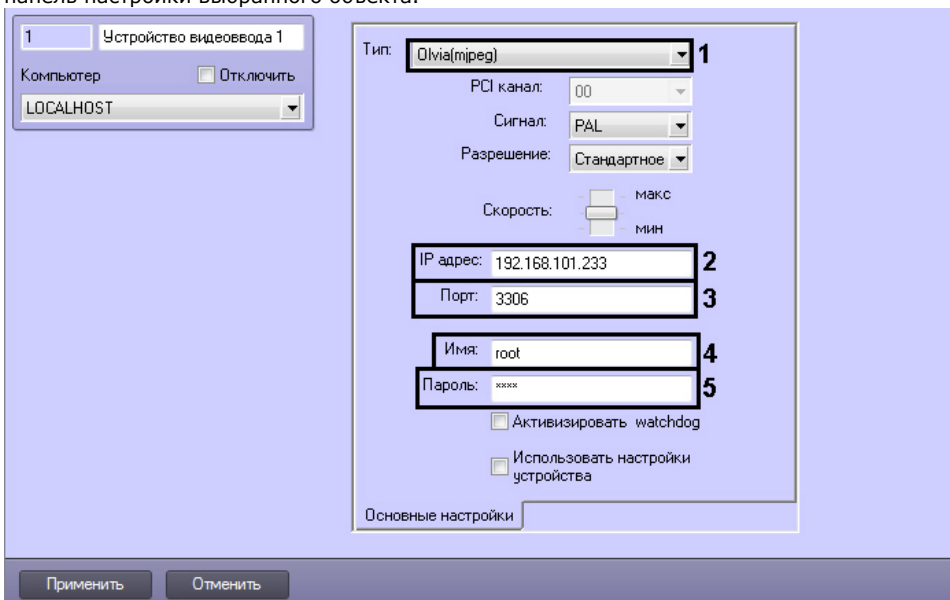 панель настройки выбранного объекта.
1 Устройство видеоввода 1
Компьютер Отключить
LOCALHOST
Тип: Olvia(mjpeg) 1
PCI канал: 00
Сигнал: PAL
Разрешение: Стандартное
макс
Скорость:
мин
IP адрес: 192.168.101.233 2
Порт: 3306 3
Имя: root 4
Пароль: **** 5
Активизировать watchdog
Использовать настройки
устройства
Основные настройки
Применить Отменить